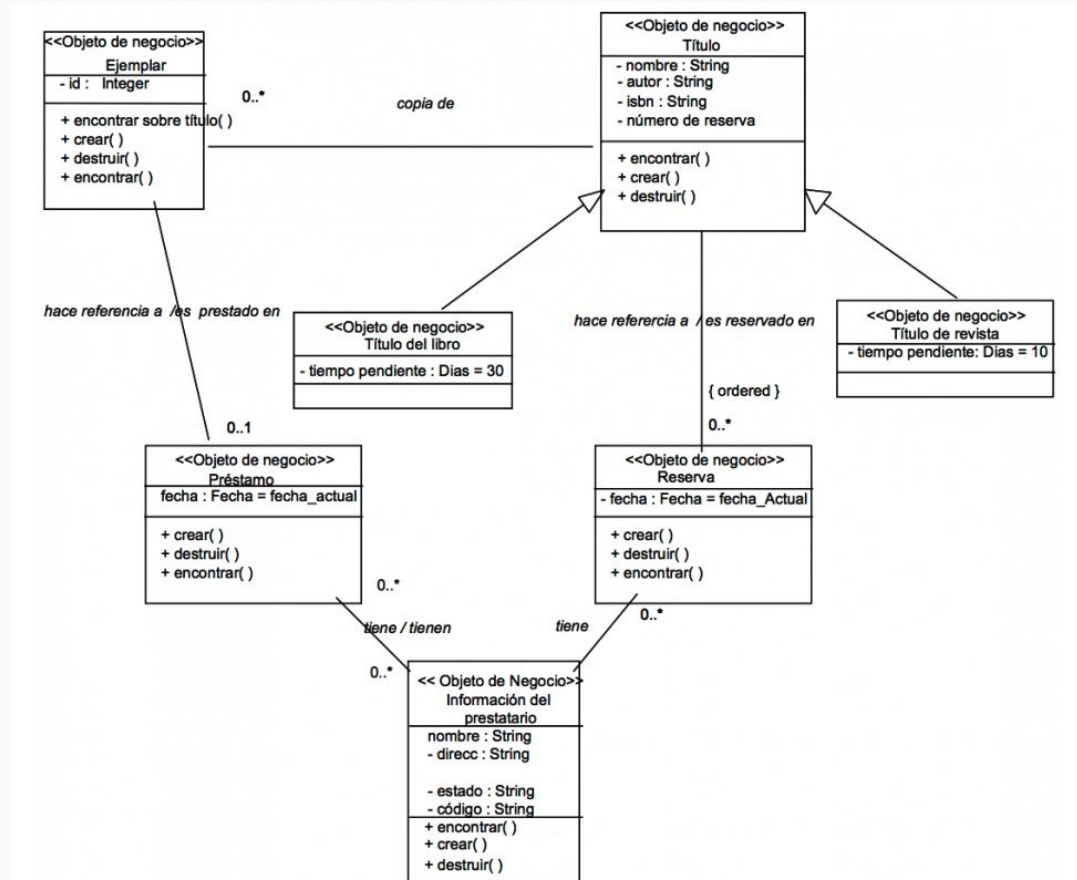 <<Objeto de negocio>>
Ejemplar
- id : Integer
+ encontrar sobre título( )
+ crear( )
+ destruir( )
+ encontrar( )
0..*
copia de
<<Objeto de negocio>>
Título
- nombre : String
- autor : String
- isbn : String
- número de reserva
+ encontrar( )
+ crear( )
+ destruir( )
hace referencia a /es prestado en
<<Objeto de negocio>>
Título del libro
- tiempo pendiente : Dias = 30
hace refercia a / es reservado en
<<Objeto de negocio>>
Título de revista
- tiempo pendiente: Dias = 10
{ ordered }
0..1
0..*
<<Objeto de negocio>>
Préstamo
fecha : Fecha = fecha_actual
+ crear( )
+ destruir( )
+ encontrar( )
<<Objeto de negocio>>
Reserva
- fecha : Fecha = fecha_Actual
+ crear( )
+ destruir( )
+ encontrar( )
0..*
0..*
tiene / tienen
tiene
0..*
<< Objeto de Negocio>>
Información del
prestatario
nombre : String
- direcc : String
- estado : String
- código : String
+ encontrar( )
+ crear( )
+ destruir( )